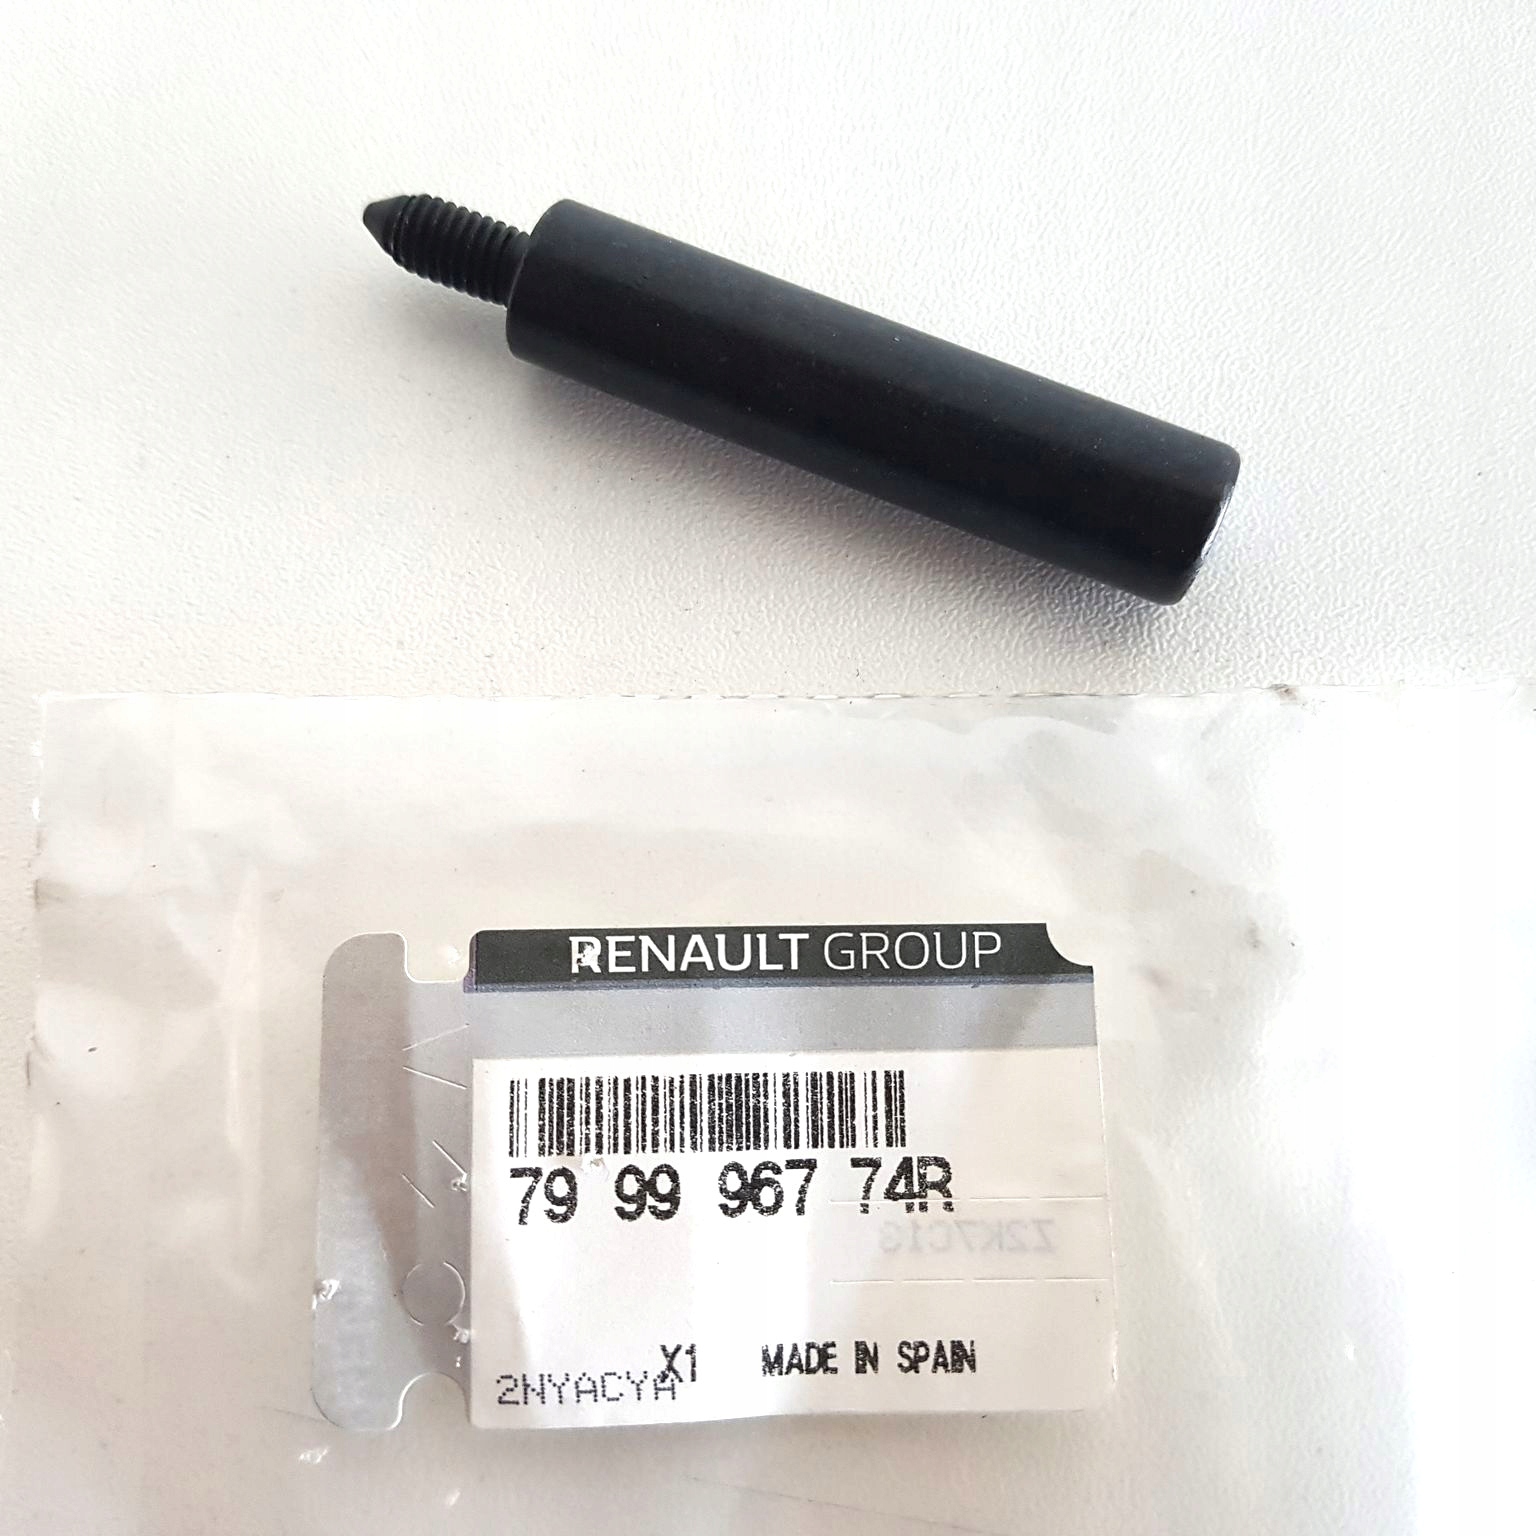 RENAULT GROUP
79 99 967 74R
X1 MADE IN SPAIN
2NYACYA